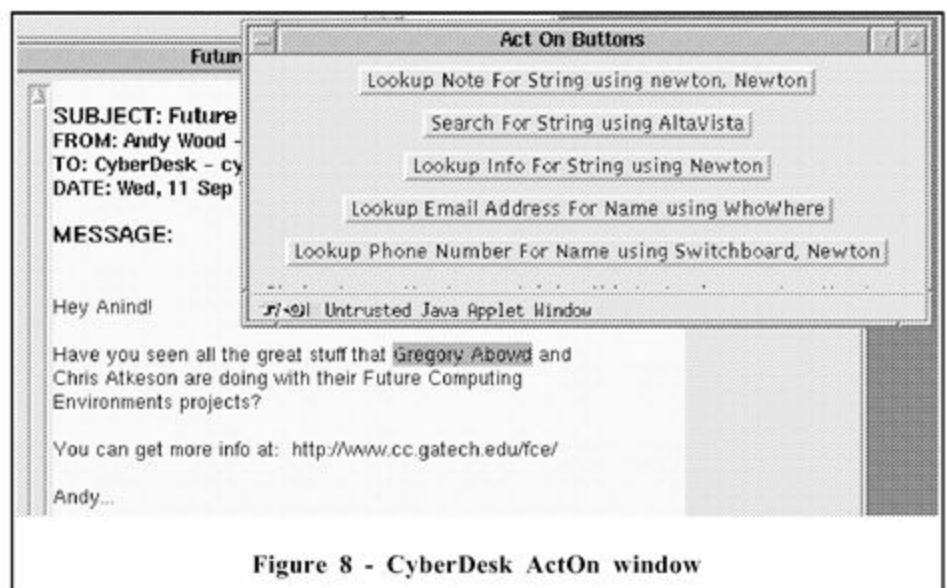 Futur
SUBJECT: Future
FROM: Andy Wood -
TO: CyberDesk - cy
DATE: Wed, 11 Sep
MESSAGE:
Hey Anind!
Have you seen all the great stuff that Gregory Abowd and
Chris Atkeson are doing with their Future Computing
Environments projects?
You can get more info at: http://www.cc.gatech.edu/fce/
Andy...
Act On Buttons
Lookup Note For String using newton, Newton
Search For String using AltaVista
Lookup Info For String using Newton
Lookup Email Address For Name using WhoWhere
Lookup Phone Number For Name using Switchboard, Newton
Untrusted Java Applet Window
Figure 8 - CyberDesk ActOn window